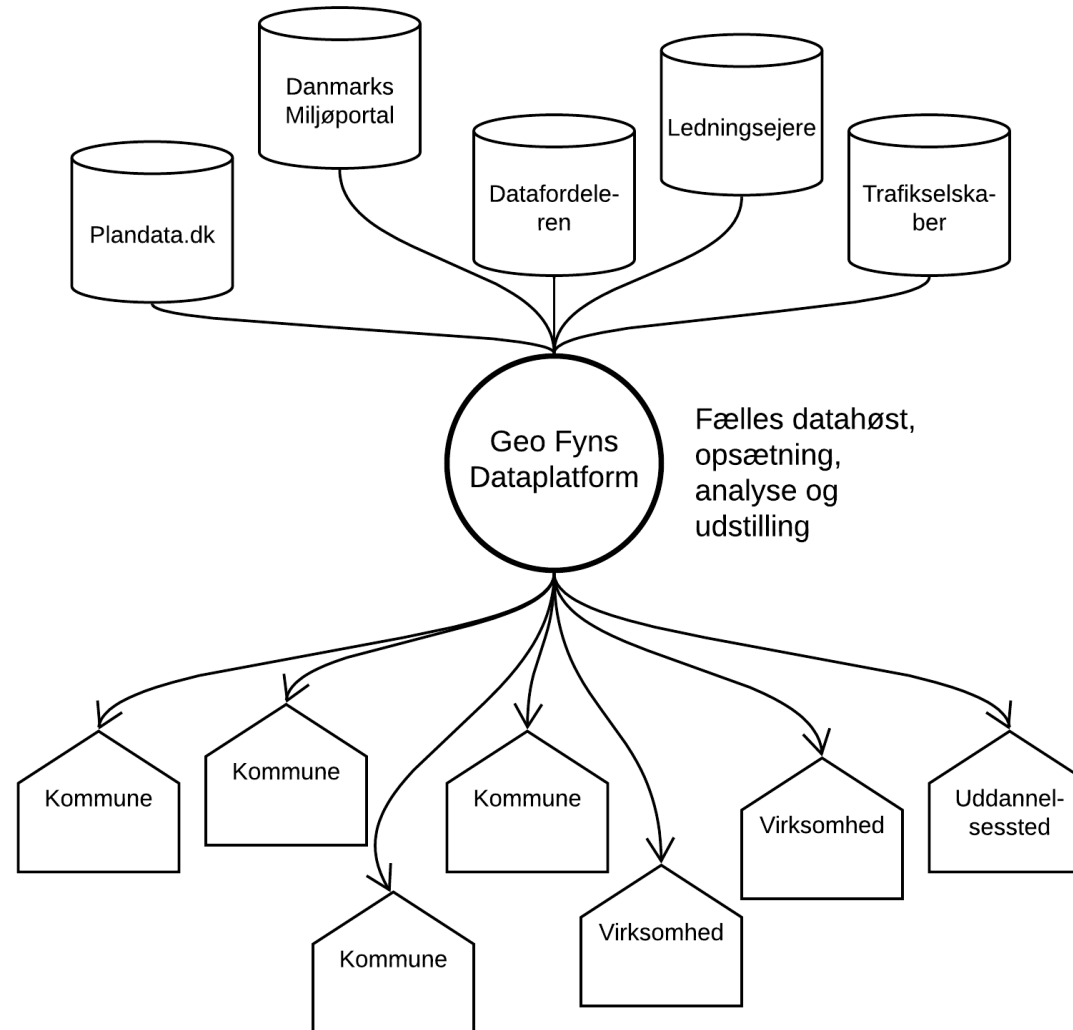 Danmarks
Miljøportal
Ledningsejere
Plandata.dk
Datafordele-
ren
Trafikselska-
ber
Geo Fyns
Dataplatform
Fælles datahøst,
opsætning,
analyse og
udstilling
Kommune
Kommune
Kommune
Virksomhed
Uddannel-
sessted
Kommune
Virksomhed